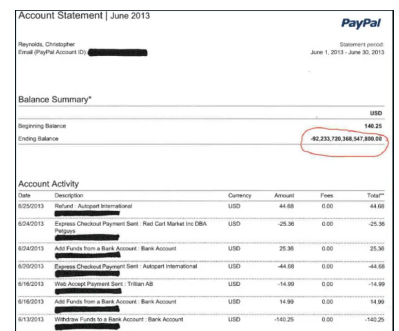 Account Statement | June 2013
PayPal
Reynolds, Christopher
Email (PayPal Account ID):
Statement period:
June 1, 2013 - June 30, 2013
Balance Summary*
USD
Beginning Balance 140.25
Ending Balance -92,233,720,368,547,800.00
Account Activity
Date Description Currency Amount Fees Total**
6/25/2013 Refund : Autopart International USD 44.68 0.00 44.68
6/24/2013 Express Checkout Payment Sent : Red Cart Market Inc DBA USD -25.36 0.00 -25.36
Petguys
6/24/2013 Add Funds from a Bank Account : Bank Account USD 25.36 0.00 25.36
6/20/2013 Express Checkout Payment Sent : Autopart International USD -44.68 0.00 -44.68
6/16/2013 Web Accept Payment Sent : Trillian AB USD -14.99 0.00 -14.99
6/16/2013 Add Funds from a Bank Account : Bank Account USD 14.99 0.00 14.99
6/13/2013 Withdraw Funds to a Bank Account : Bank Account USD -140.25 0.00 -140.25